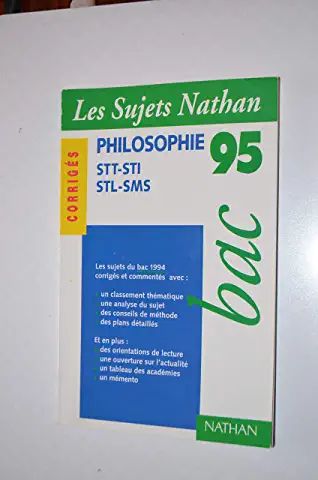 Les Sujets Nathan
CORRIGÉS
PHILOSOPHIE 95
STT-STI
STL-SMS
bac
Les sujets du bac 1994
corrigés et commentés avec :
un classement thématique
une analyse du sujet
des conseils de méthode
des plans détaillés
Et en plus :
des orientations de lecture
une ouverture sur l'actualité
un tableau des académies
un mémento
NATHAN